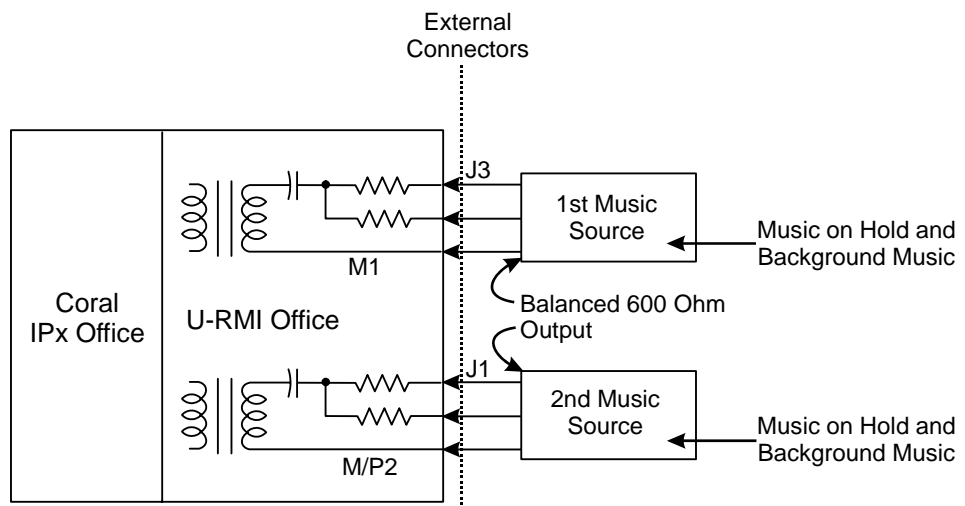 External
Connectors
J3
1st Music
Source
Music on Hold and
Background Music
M1
Coral
IPx Office
U-RMI Office
Balanced 600 Ohm
Output
J1
2nd Music
Source
Music on Hold and
Background Music
M/P2